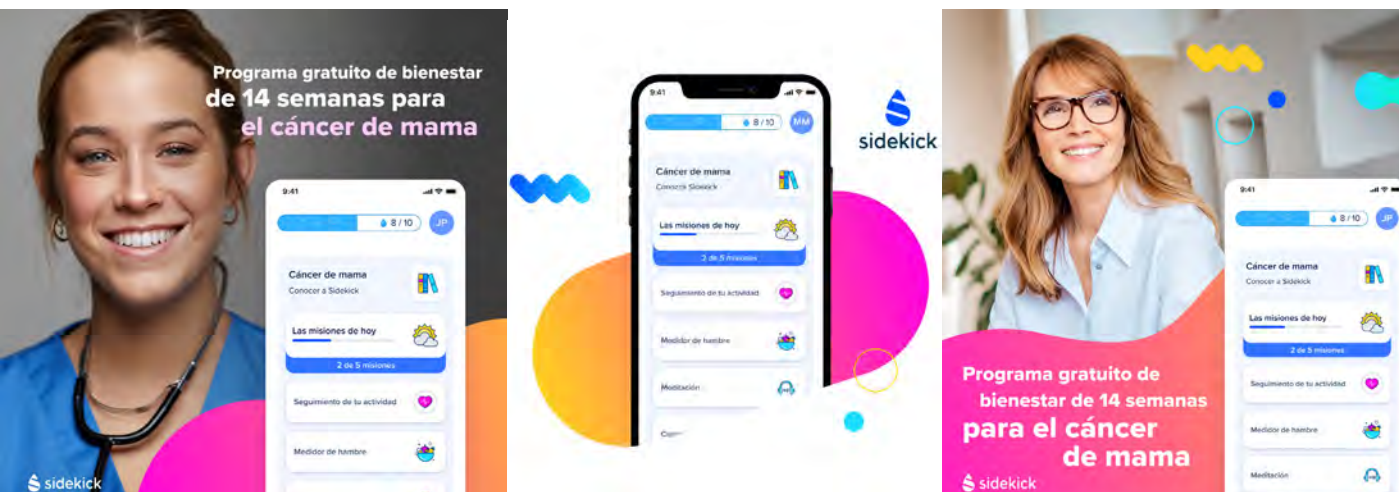 Programa gratuito de bienestar
de 14 semanas para
el cáncer de mama
9:41
8 / 10
JP
Cáncer de mama
Conocer a Sidekick
Las misiones de hoy
2 de 5 misiones
Seguimiento de tu actividad
Medidor de hambre
sidekick
9:41
8 / 10
MM
Cáncer de mama
Conocer a Sidekick
Las misiones de hoy
2 de 5 misiones
Seguimiento de tu actividad
Medidor de hambre
Meditación
sidekick
9:41
8 / 10
JP
Cáncer de mama
Conocer a Sidekick
Las misiones de hoy
2 de 5 misiones
Seguimiento de tu actividad
Medidor de hambre
Meditación
Programa gratuito de
bienestar de 14 semanas
para el cáncer
de mama
sidekick